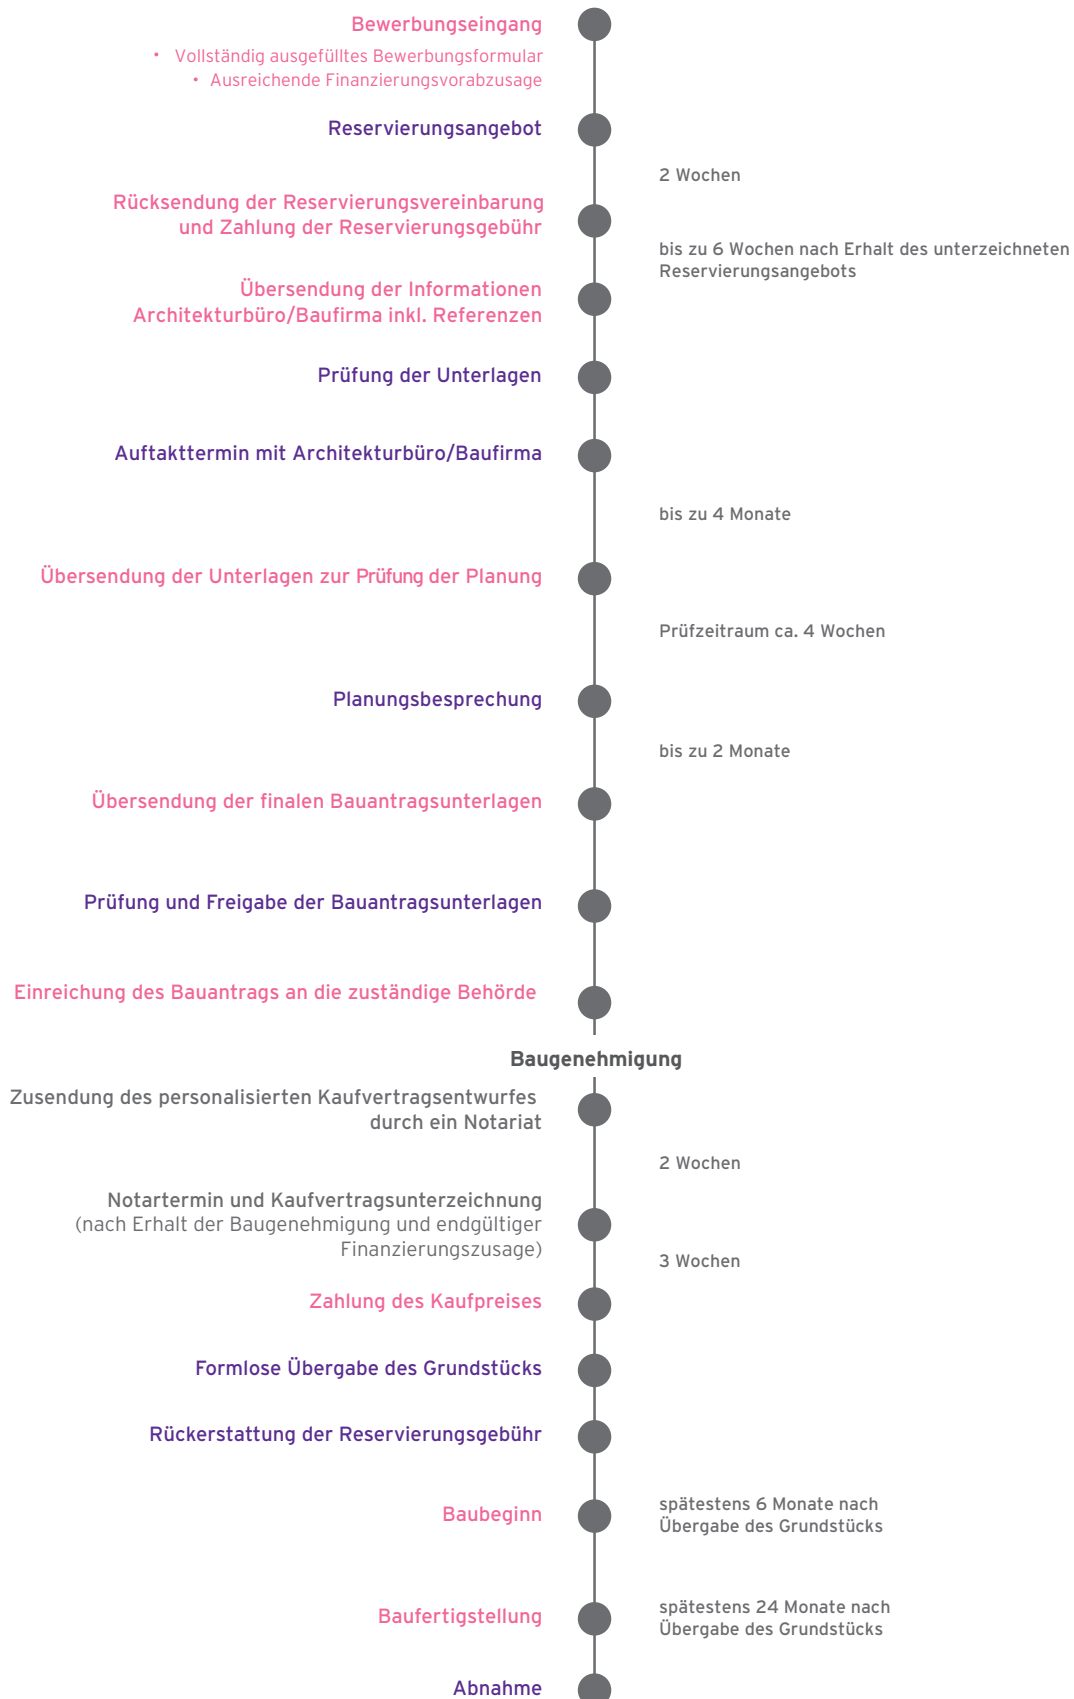 Bewerbungseingang
• Vollständig ausgefülltes Bewerbungsformular
• Ausreichende Finanzierungsvorabzusage
Reservierungsangebot
2 Wochen
Rücksendung der Reservierungsvereinbarung
und Zahlung der Reservierungsgebühr
bis zu 6 Wochen nach Erhalt des unterzeichneten
Reservierungsangebots
Übersendung der Informationen
Architekturbüro/Baufirma inkl. Referenzen
Prüfung der Unterlagen
Auftakttermin mit Architekturbüro/Baufirma
bis zu 4 Monate
Übersendung der Unterlagen zur Prüfung der Planung
Prüfzeitraum ca. 4 Wochen
Planungsbesprechung
bis zu 2 Monate
Übersendung der finalen Bauantragsunterlagen
Prüfung und Freigabe der Bauantragsunterlagen
Einreichung des Bauantrags an die zuständige Behörde
Baugenehmigung
Zusendung des personalisierten Kaufvertragsentwurfes
durch ein Notariat
2 Wochen
Notartermin und Kaufvertragsunterzeichnung
(nach Erhalt der Baugenehmigung und endgültiger
Finanzierungszusage)
3 Wochen
Zahlung des Kaufpreises
Formlose Übergabe des Grundstücks
Rückerstattung der Reservierungsgebühr
Baubeginn
spätestens 6 Monate nach
Übergabe des Grundstücks
Baufertigstellung
spätestens 24 Monate nach
Übergabe des Grundstücks
Abnahme